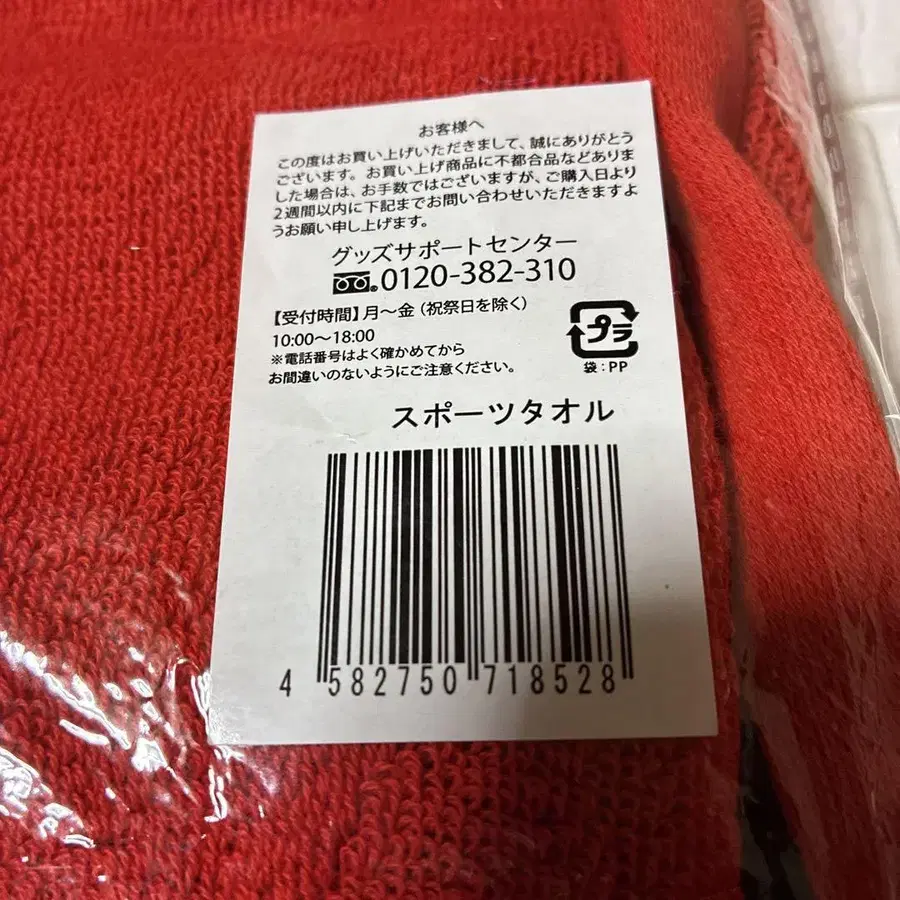 お客様へ
この度はお買い上げいただきまして、誠にありがとう
ございます。お買い上げ商品に不都合品などありま
した場合は、お手数ではございますが、ご購入日より
2週間以内に下記までお問い合わせいただきますよ
うお願い申し上げます。
グッズサポートセンター
0120-382-310
【受付時間】月〜金（祝祭日を除く）
10:00〜18:00
※電話番号はよく確かめてから
お間違いのないようにご注意ください。
プラ
袋：PP
スポーツタオル
4 582750 718528